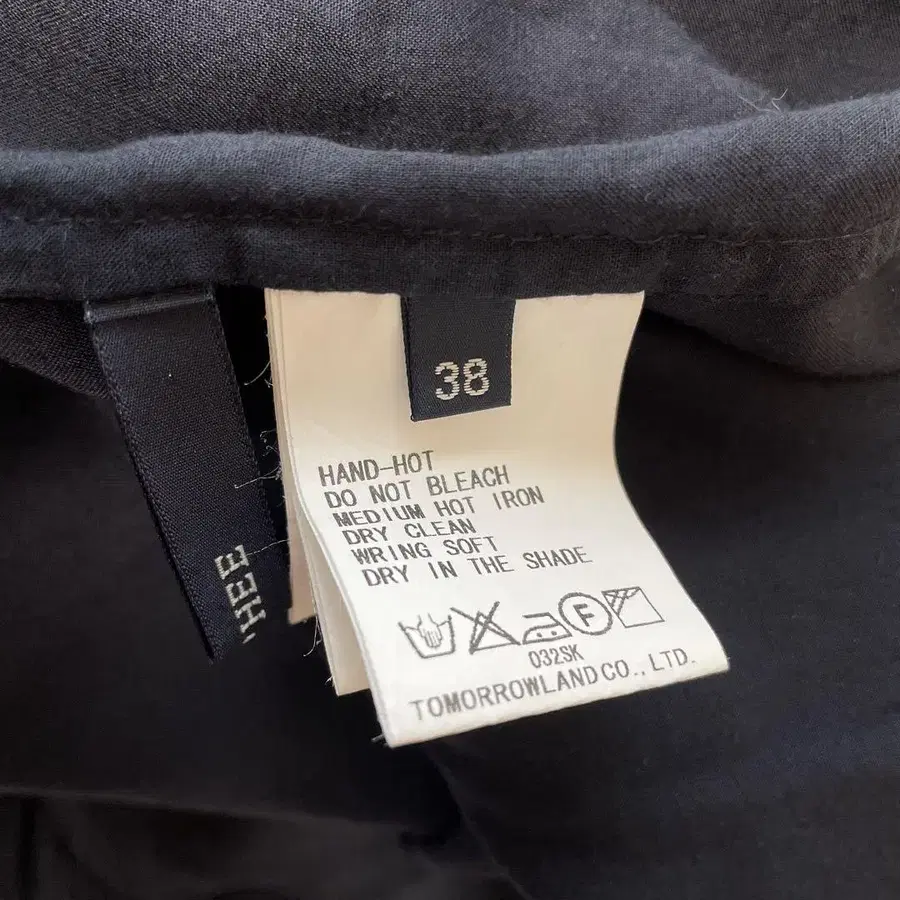 38
HAND-HOT
DO NOT BLEACH
MEDIUM HOT IRON
DRY CLEAN
WRING SOFT
DRY IN THE SHADE
F
032SK
TOMORROWLAND CO., LTD.